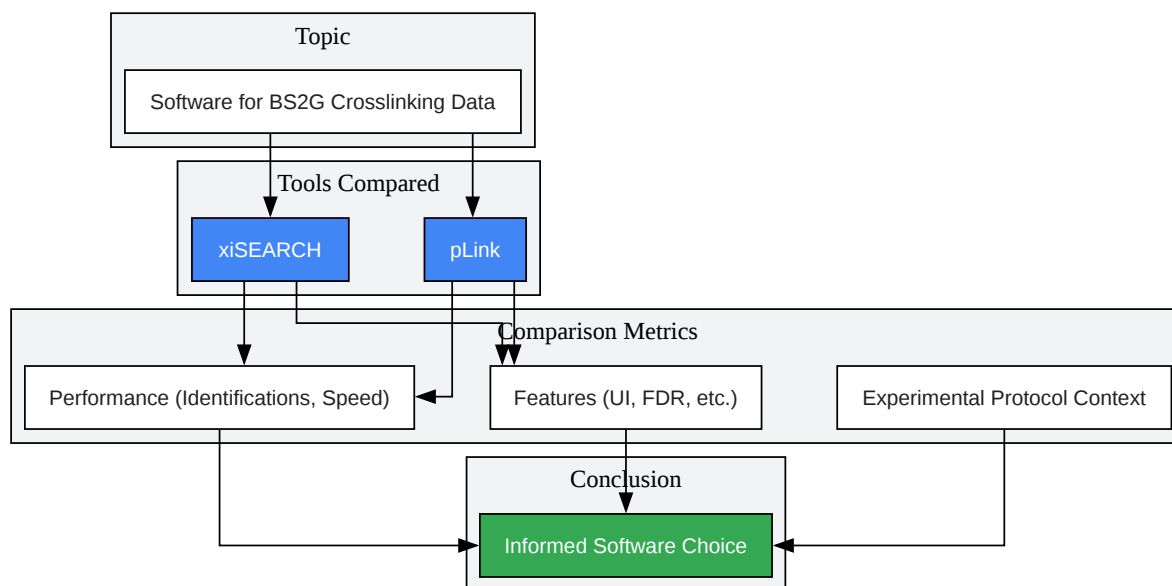 Topic
Software for BS2G Crosslinking Data
Tools Compared
xiSEARCH
pLink
Comparison Metrics
Performance (Identifications, Speed)
Features (UI, FDR, etc.)
Experimental Protocol Context
Conclusion
Informed Software Choice